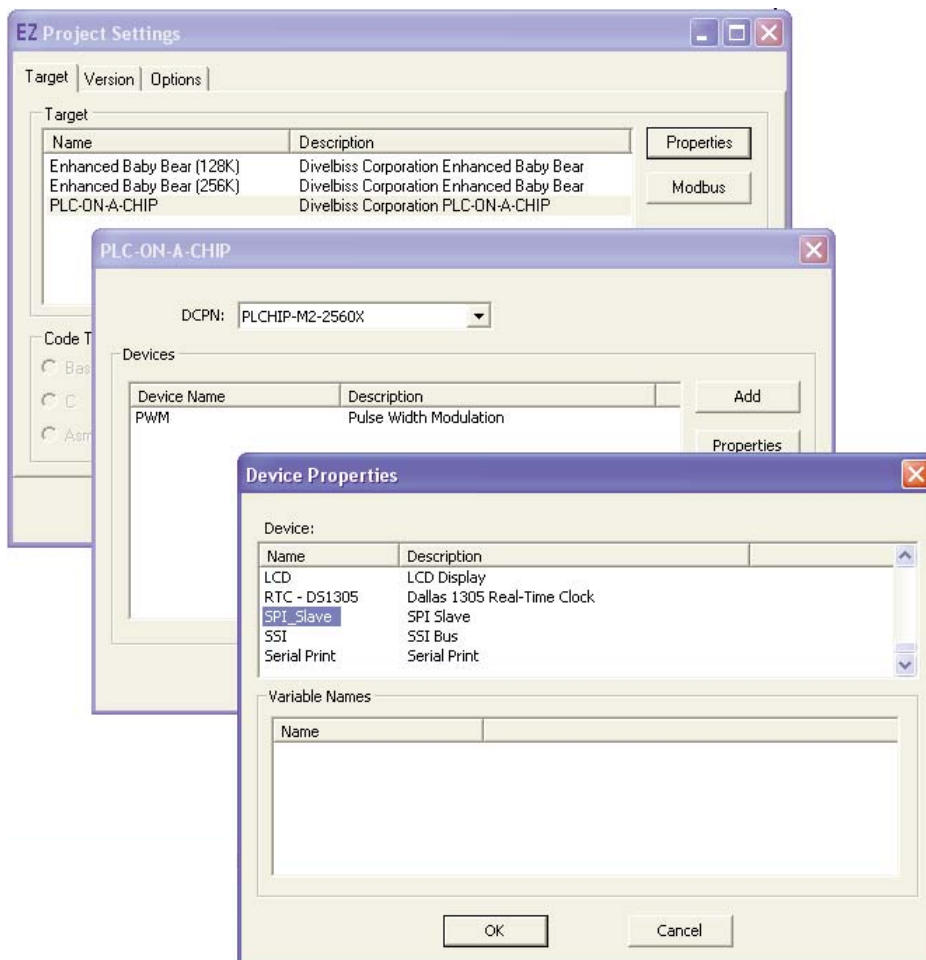 EZ Project Settings
Target Version Options
Target
Name Description
Enhanced Baby Bear (128K) Divelbiss Corporation Enhanced Baby Bear
Enhanced Baby Bear (256K) Divelbiss Corporation Enhanced Baby Bear
PLC-ON-A-CHIP Divelbiss Corporation PLC-ON-A-CHIP
Properties
Modbus
Code T
Bas
C
Asm
PLC-ON-A-CHIP
DCPN: PLCHIP-M2-2560X
Devices
Device Name Description
PWM Pulse Width Modulation
Add
Properties
Device Properties
Device:
Name Description
LCD LCD Display
RTC - DS1305 Dallas 1305 Real-Time Clock
SPI_Slave SPI Slave
SSI SSI Bus
Serial Print Serial Print
Variable Names
Name
OK Cancel